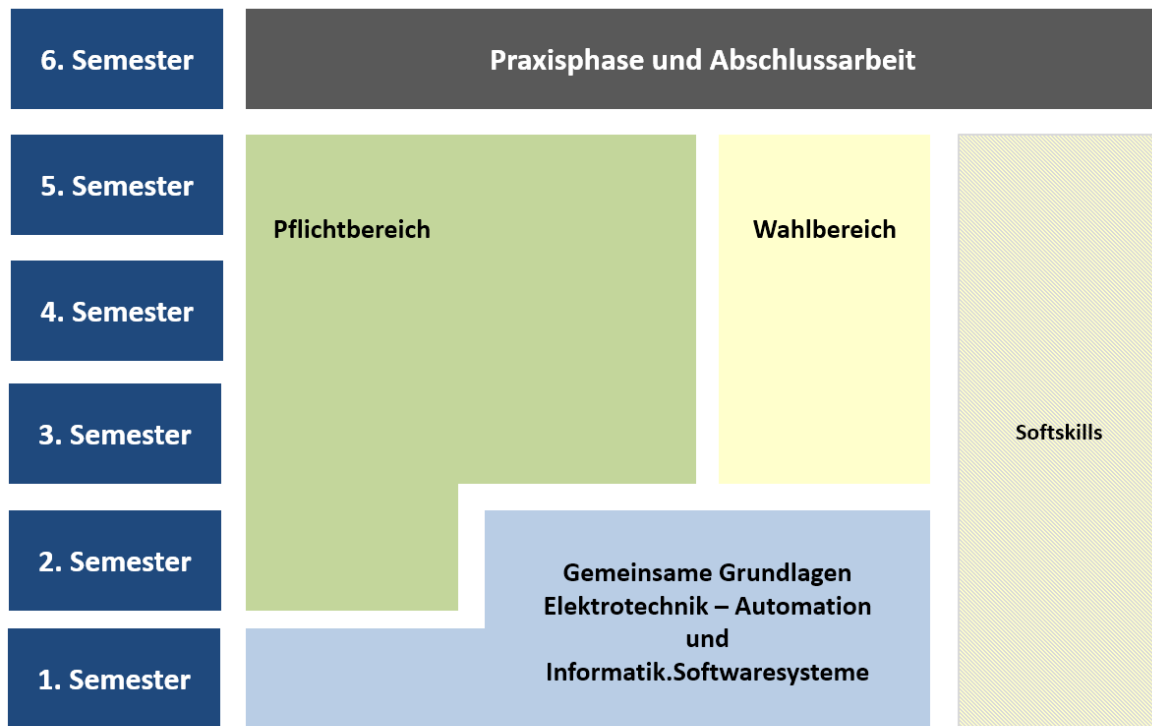 6. Semester
Praxisphase und Abschlussarbeit
5. Semester
Pflichtbereich
Wahlbereich
4. Semester
3. Semester
Softskills
2. Semester
Gemeinsame Grundlagen
Elektrotechnik – Automation
und
Informatik.Softwaresysteme
1. Semester